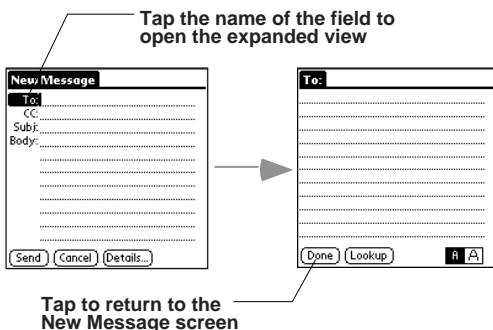 Tap the name of the field to
open the expanded view
New Message
To:
CC:
Subj:
Body:
Send Cancel Details...
To:
Done Lookup A A
Tap to return to the
New Message screen